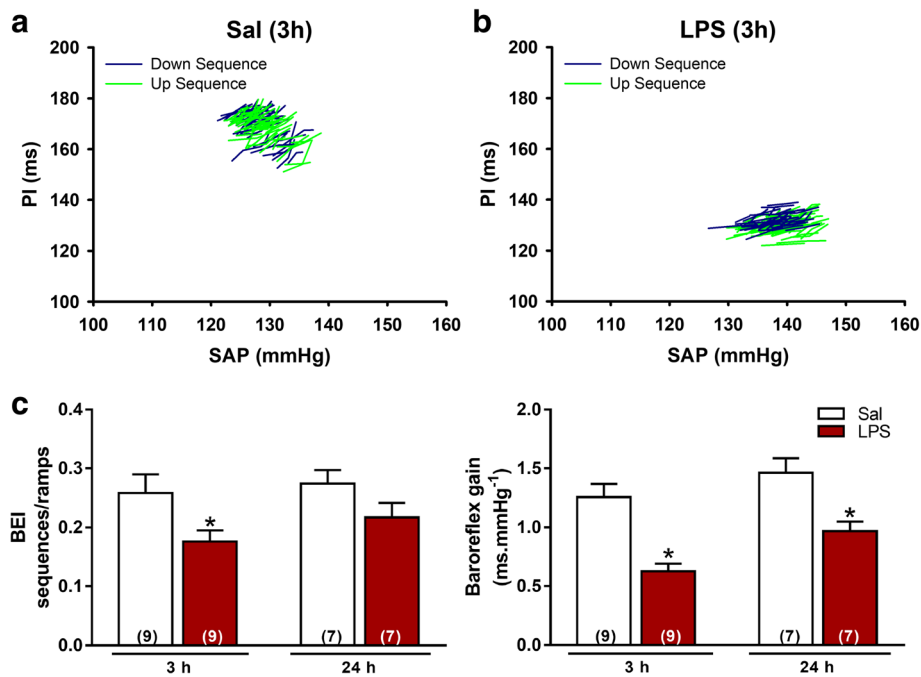 a
Sal (3h)
200
180
160
140
120
100
PI (ms)
Down Sequence
Up Sequence
100 110 120 130 140 150 160
SAP (mmHg)
b
LPS (3h)
200
180
160
140
120
100
PI (ms)
Down Sequence
Up Sequence
100 110 120 130 140 150 160
SAP (mmHg)
c
BEI
sequences/ramps
0.4
0.3
0.2
0.1
0.0
*
(9) (9) (7) (7)
3 h 24 h
Baroreflex gain
(ms.mmHg⁻¹)
2.0
1.5
1.0
0.5
0.0
Sal
LPS
* *
(9) (9) (7) (7)
3 h 24 h